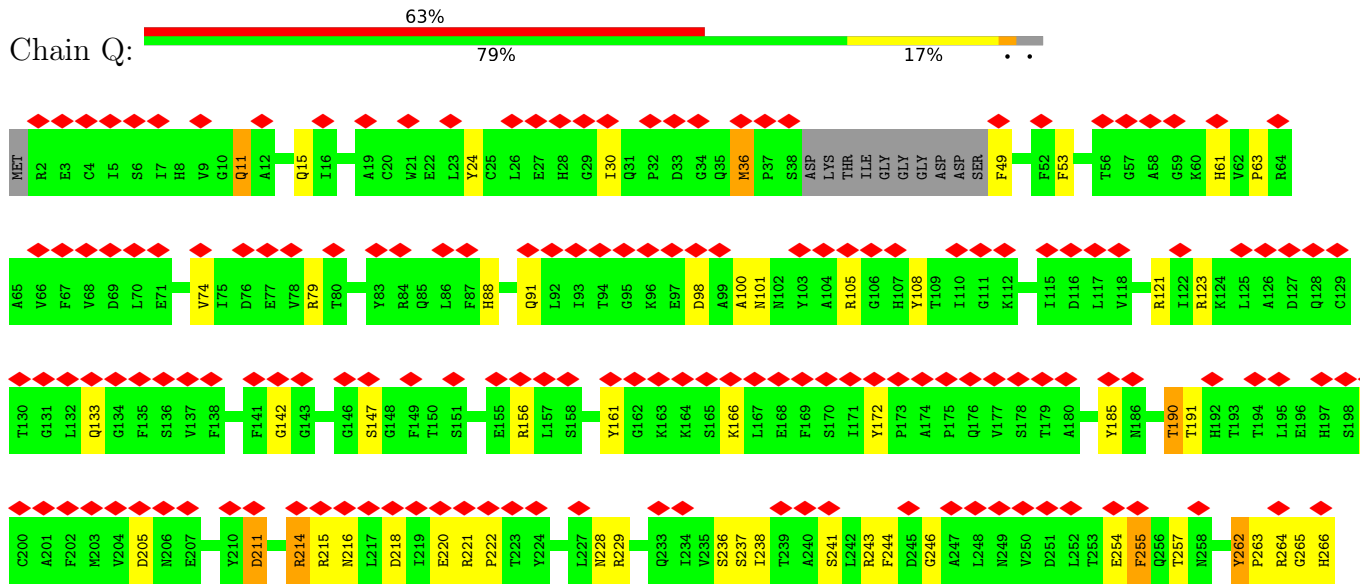 63%
Chain Q:
79% 17% • •
MET R2 E3 C4 I5 S6 I7 H8 V9 G10 Q11 A12 Q15 I16 A19 C20 W21 E22 L23 Y24 C25 L26 E27 H28 G29 I30 Q31 P32 D33 G34 Q35 M36 P37 S38 ASP LYS THR ILE GLY GLY GLY ASP ASP SER F49 F52 F53 T56 G57 A58 G59 K60 H61 V62 P63 R64
A65 V66 F67 V68 D69 L70 E71 V74 I75 D76 E77 V78 R79 T80 Y83 R84 Q85 L86 F87 H88 Q91 L92 I93 T94 G95 K96 E97 D98 A99 A100 N101 N102 Y103 A104 R105 G106 H107 Y108 T109 I110 G111 K112 I115 D116 L117 V118 R121 I122 R123 K124 L125 A126 D127 Q128 C129
T130 G131 L132 Q133 G134 F135 S136 V137 F138 F141 G142 G143 G146 S147 G148 F149 T150 S151 E155 R156 L157 S158 Y161 G162 K163 K164 S165 K166 L167 E168 F169 S170 I171 Y172 P173 A174 P175 Q176 V177 S178 T179 A180 Y185 N186 T190 T191 H192 T193 T194 L195 E196 H197 S198
C200 A201 F202 M203 V204 D205 N206 E207 Y210 D211 R214 R215 N216 L217 D218 I219 E220 R221 P222 T223 Y224 L227 N228 R229 Q233 I234 V235 S236 S237 I238 T239 A240 S241 L242 R243 F244 D245 G246 A247 L248 N249 V250 D251 L252 T253 E254 F255 Q256 T257 N258 Y262 P263 R264 G265 H266